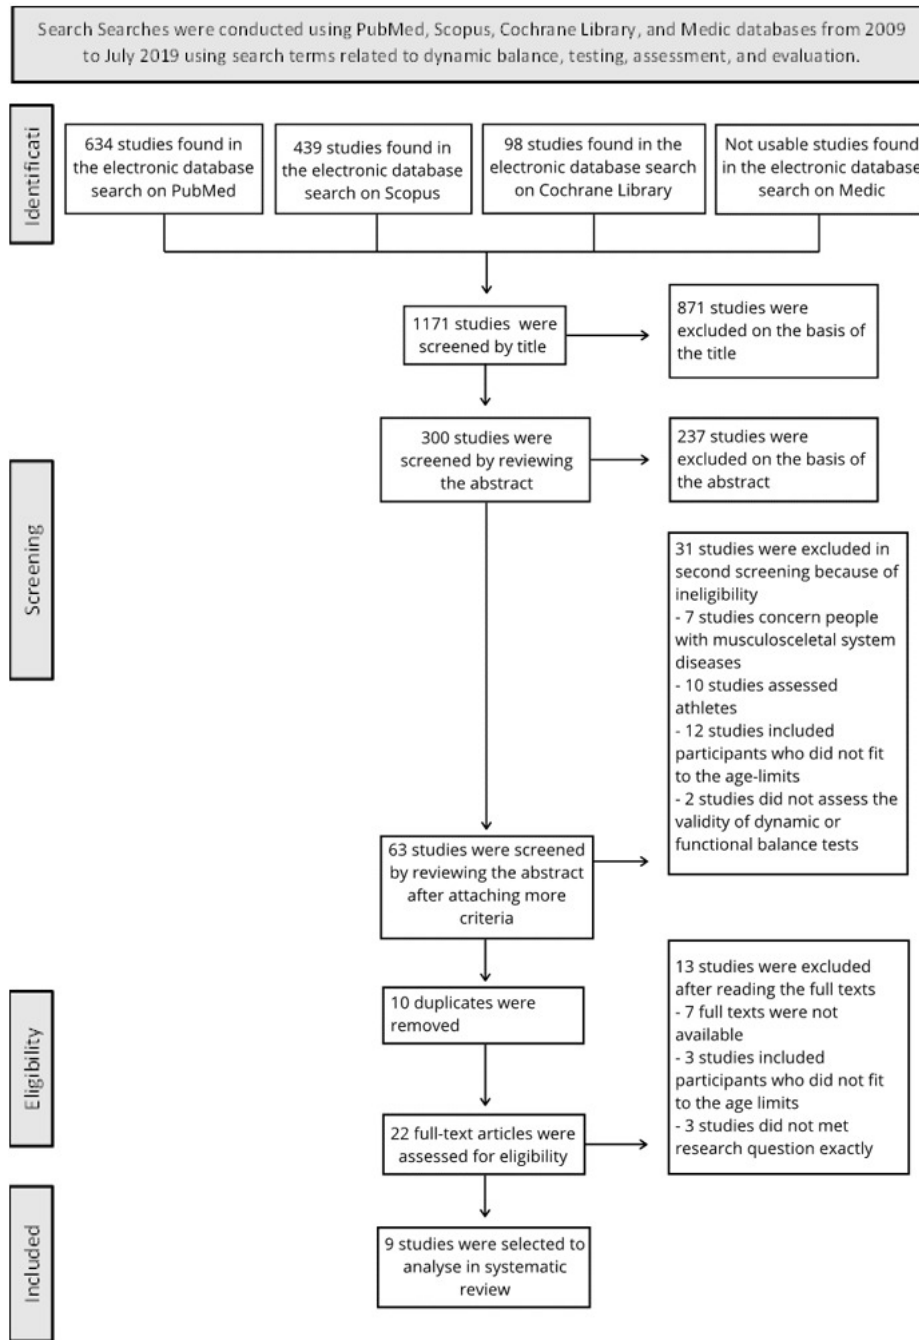 Search Searches were conducted using PubMed, Scopus, Cochrane Library, and Medic databases from 2009
to July 2019 using search terms related to dynamic balance, testing, assessment, and evaluation.
Identificati
634 studies found in
the electronic database
search on PubMed
439 studies found in
the electronic database
search on Scopus
98 studies found in the
electronic database search
on Cochrane Library
Not usable studies found
in the electronic database
search on Medic
1171 studies were
screened by title
871 studies were
excluded on the basis of
the title
Screening
300 studies were
screened by reviewing
the abstract
237 studies were
excluded on the basis of
the abstract
31 studies were excluded in
second screening because of
ineligibility
- 7 studies concern people
with musculosceletal system
diseases
- 10 studies assessed
athletes
- 12 studies included
participants who did not fit
to the age-limits
- 2 studies did not assess the
validity of dynamic or
functional balance tests
63 studies were screened
by reviewing the abstract
after attaching more
criteria
Eligibility
10 duplicates were
removed
13 studies were excluded
after reading the full texts
- 7 full texts were not
available
- 3 studies included
participants who did not fit
to the age limits
- 3 studies did not met
research question exactly
22 full-text articles were
assessed for eligibility
Included
9 studies were selected to
analyse in systematic
review